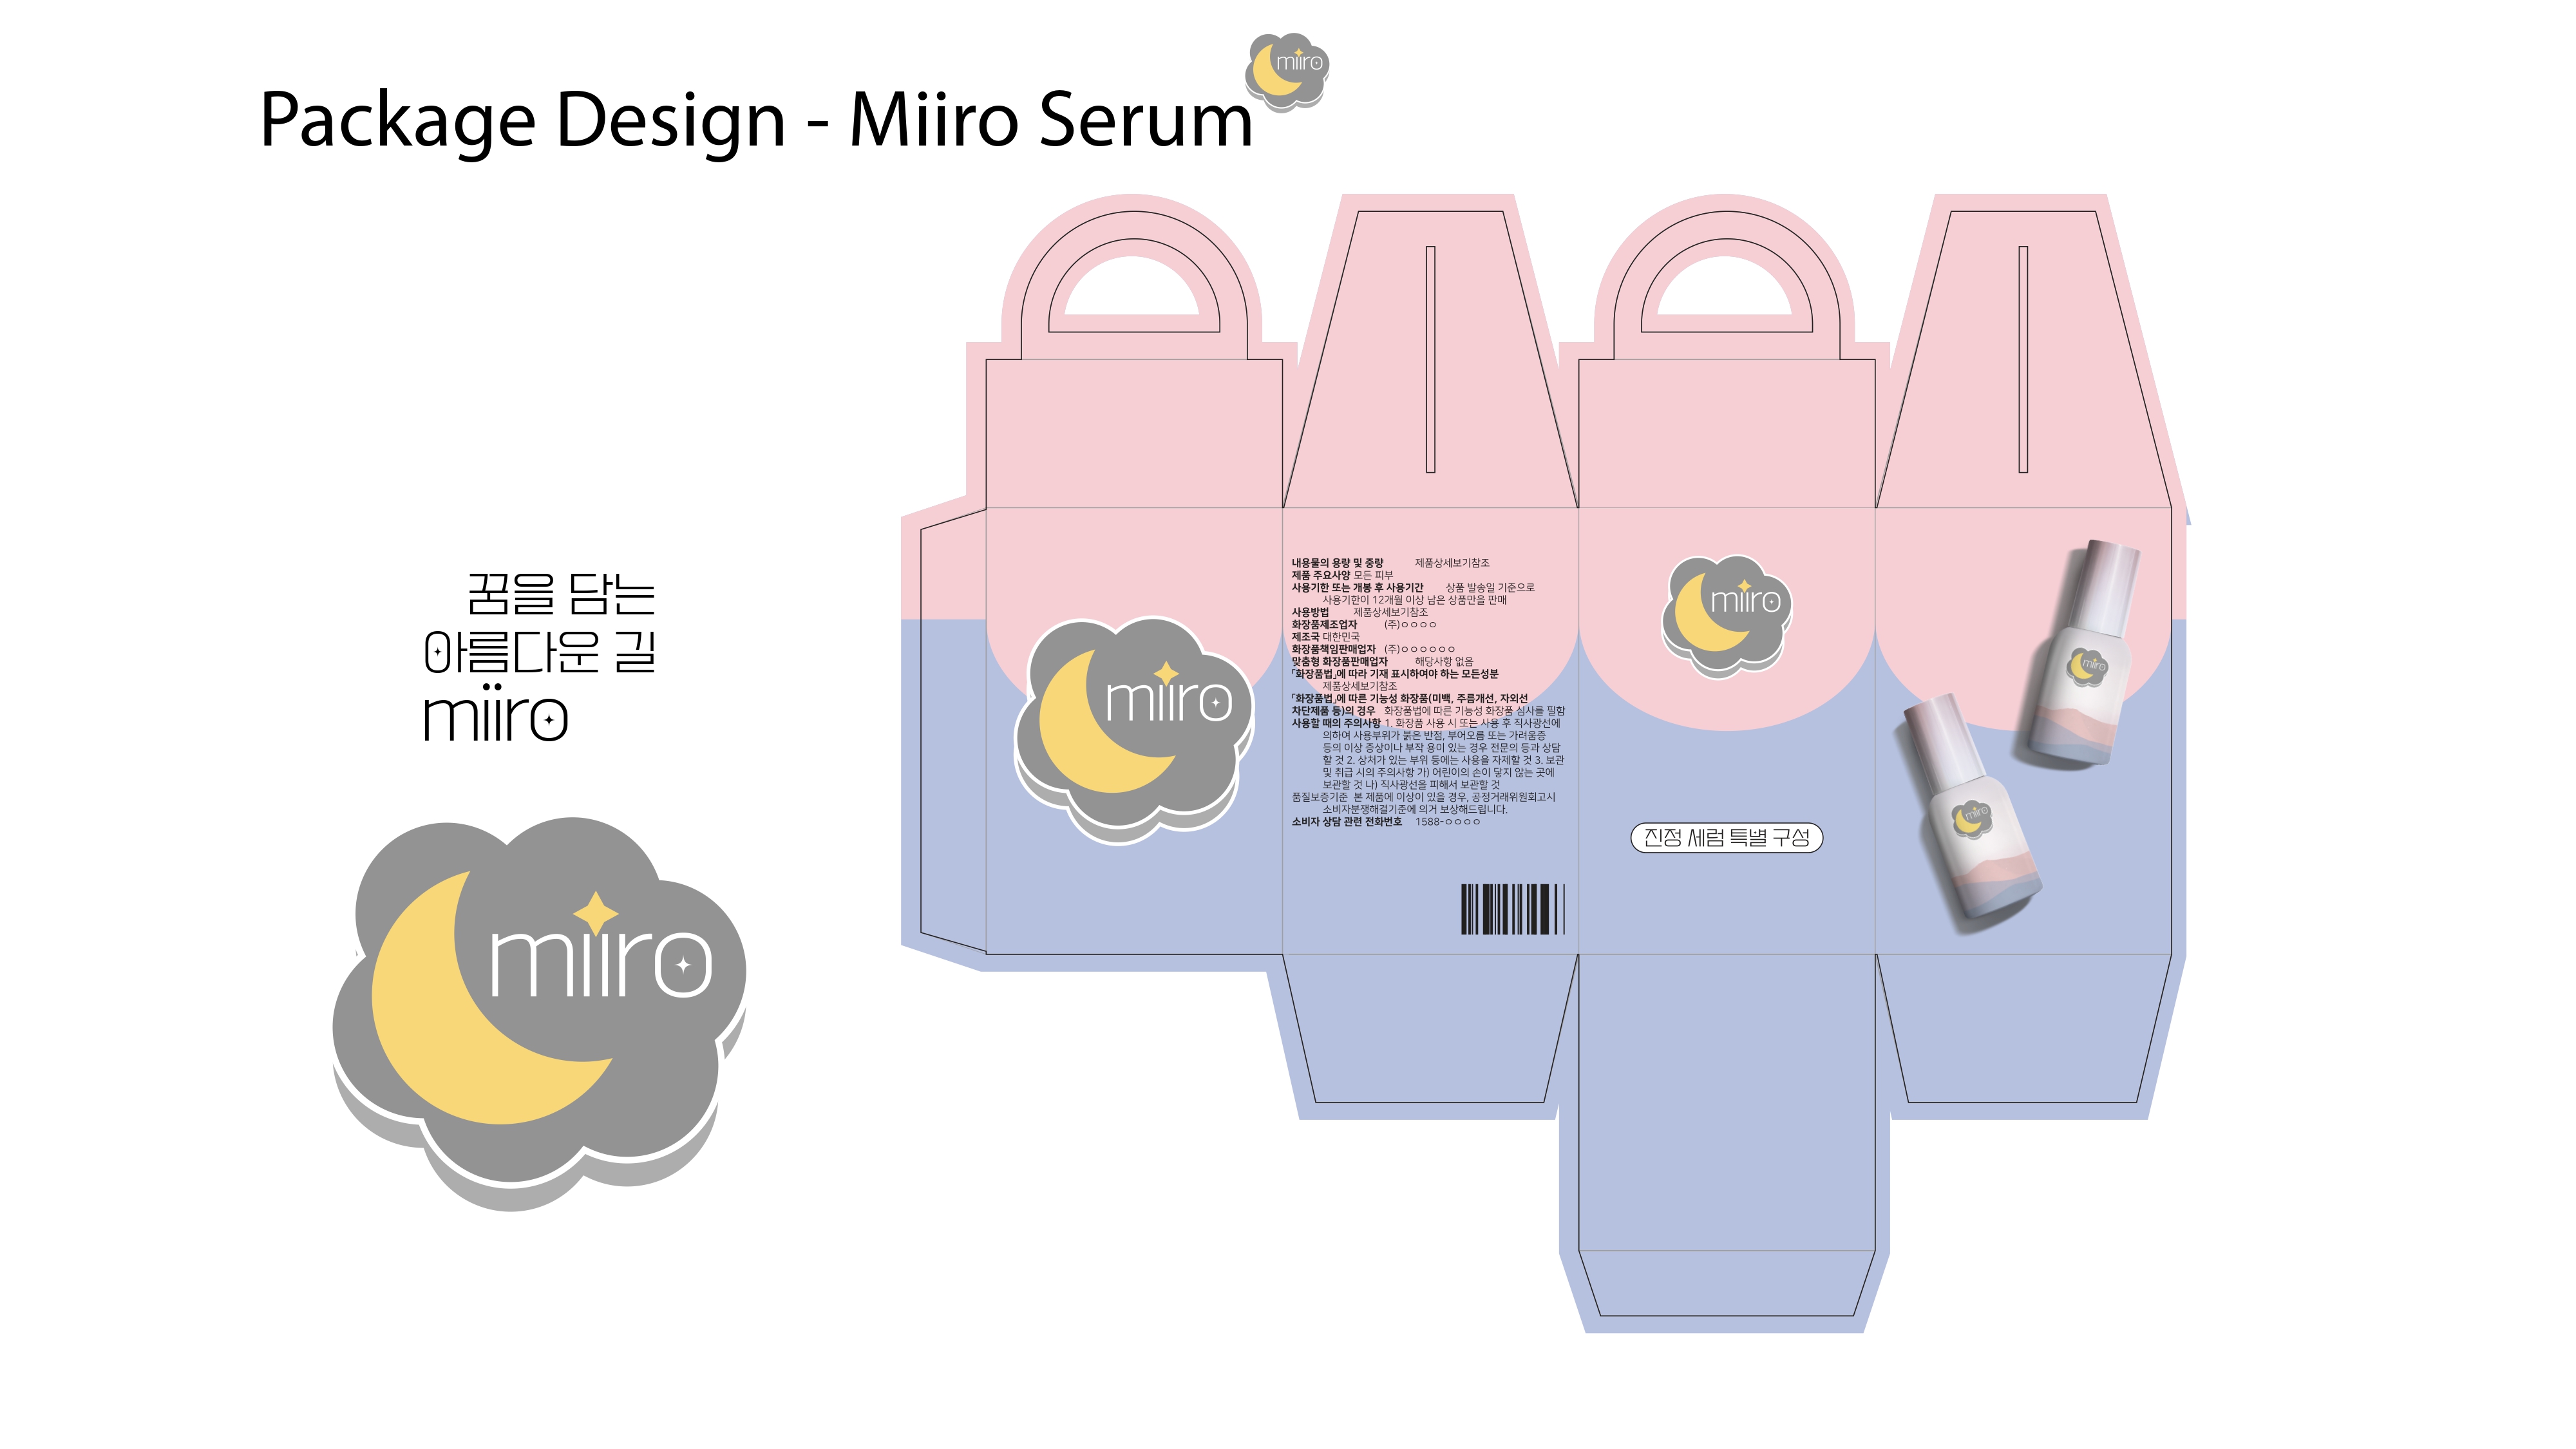 miiro
Package Design - Miiro Serum
꿈을 담는
아름다운 길
miiro
miiro
miiro
내용물의 용량 및 중량 제품상세보기참조
제품 주요사양 모든 피부
사용기한 또는 개봉 후 사용기간 상품 발송일 기준으로
사용기한이 12개월 이상 남은 상품만을 판매
사용방법 제품상세보기참조
화장품제조업자 (주)ㅇㅇㅇㅇ
제조국 대한민국
화장품책임판매업자 (주)ㅇㅇㅇㅇㅇㅇ
맞춤형 화장품판매업자 해당사항 없음
「화장품법」에 따라 기재 표시하여야 하는 모든성분
제품상세보기참조
「화장품법」에 따른 기능성 화장품(미백, 주름개선, 자외선
차단제품 등)의 경우 화장품법에 따른 기능성 화장품 심사를 필함
사용할 때의 주의사항 1. 화장품 사용 시 또는 사용 후 직사광선에
의하여 사용부위가 붉은 반점, 부어오름 또는 가려움증
등의 이상 증상이나 부작 용이 있는 경우 전문의 등과 상담
할 것 2. 상처가 있는 부위 등에는 사용을 자제할 것 3. 보관
및 취급 시의 주의사항 가) 어린이의 손이 닿지 않는 곳에
보관할 것 나) 직사광선을 피해서 보관할 것
품질보증기준 본 제품에 이상이 있을 경우, 공정거래위원회고시
소비자분쟁해결기준에 의거 보상해드립니다.
소비자 상담 관련 전화번호 1588-ㅇㅇㅇㅇ
miiro
진정 세럼 특별 구성
miiro
miiro